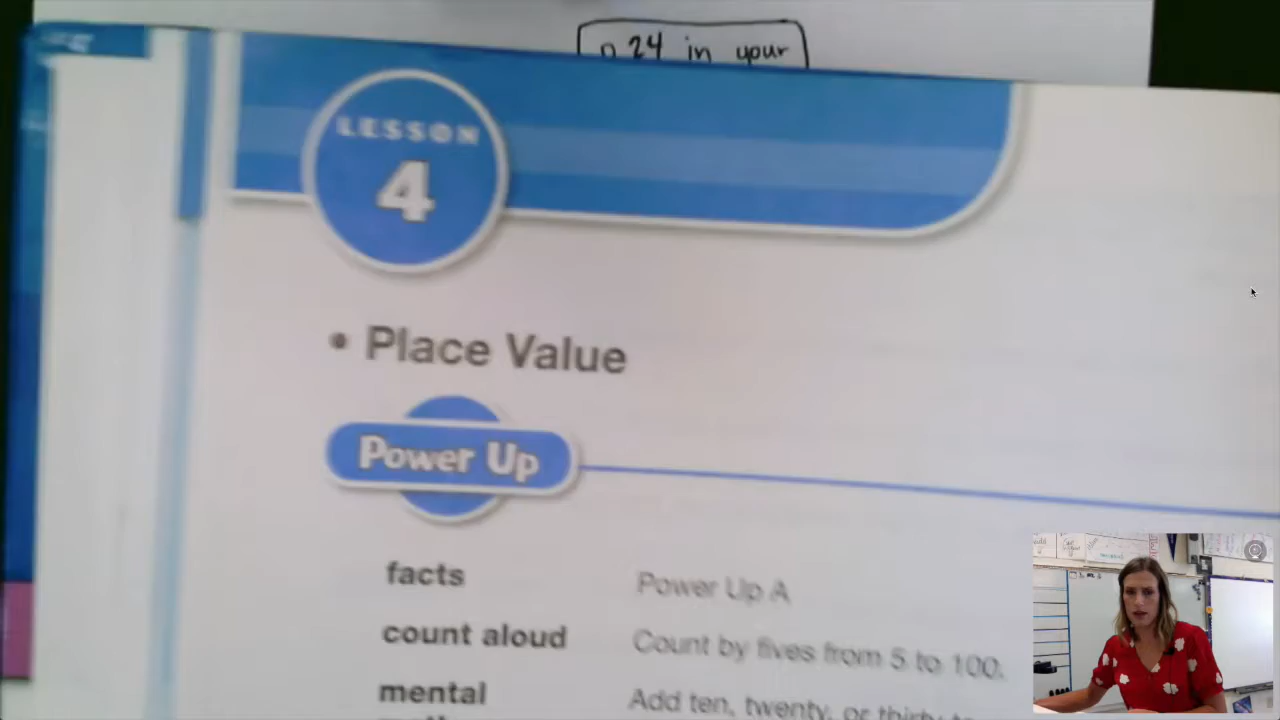 p 24 in your
LESSON
4
• Place Value
Power Up
facts Power Up A
count aloud Count by fives from 5 to 100.
mental Add ten, twenty, or thirty to